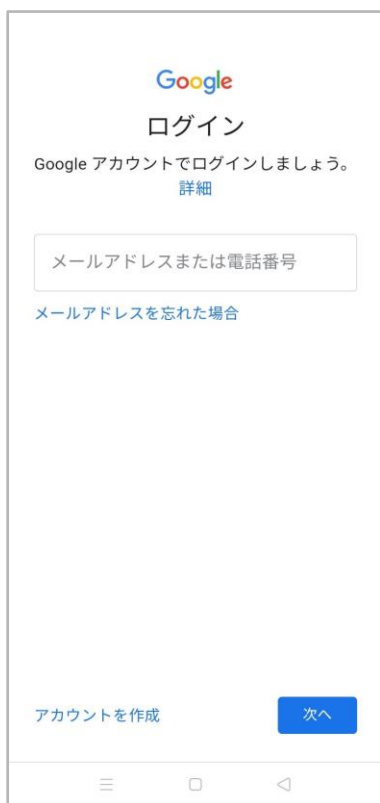 Google
ログイン
Google アカウントでログインしましょう。
詳細
メールアドレスまたは電話番号
メールアドレスを忘れた場合
アカウントを作成
次へ